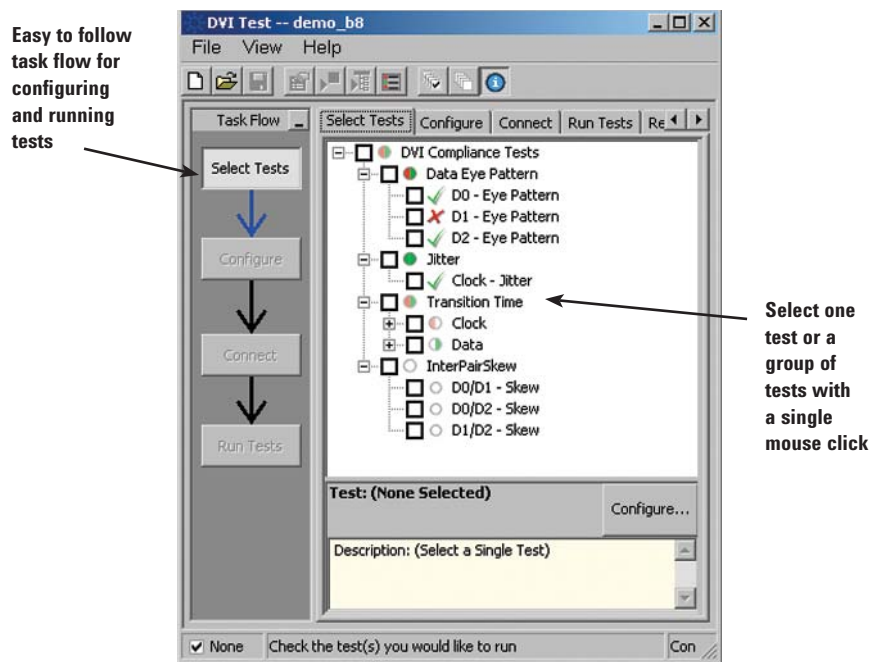 Easy to follow
task flow for
configuring
and running
tests
DVI Test -- demo_b8
File View Help
Task Flow
Select Tests
Configure
Connect
Run Tests
Select Tests Configure Connect Run Tests Re
DVI Compliance Tests
Data Eye Pattern
D0 - Eye Pattern
D1 - Eye Pattern
D2 - Eye Pattern
Jitter
Clock - Jitter
Transition Time
Clock
Data
InterPairSkew
D0/D1 - Skew
D0/D2 - Skew
D1/D2 - Skew
Test: (None Selected)
Configure...
Description: (Select a Single Test)
None Check the test(s) you would like to run Con
Select one
test or a
group of
tests with
a single
mouse click